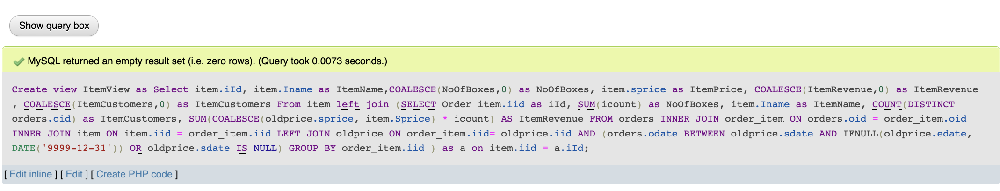 Show query box
MySQL returned an empty result set (i.e. zero rows). (Query took 0.0073 seconds.)
Create view ItemView as Select item.iId, item.Iname as ItemName,COALESCE(NoOfBoxes,0) as NoOfBoxes, item.sprice as ItemPrice, COALESCE(ItemRevenue,0) as ItemRevenue
, COALESCE(ItemCustomers,0) as ItemCustomers From item left join (SELECT Order_item.iid as iId, SUM(icount) as NoOfBoxes, item.Iname as ItemName, COUNT(DISTINCT
orders.cid) as ItemCustomers, SUM(COALESCE(oldprice.sprice, item.Sprice) * icount) AS ItemRevenue FROM orders INNER JOIN order_item ON orders.oid = order_item.oid
INNER JOIN item ON item.iid = order_item.iid LEFT JOIN oldprice ON order_item.iid= oldprice.iid AND (orders.odate BETWEEN oldprice.sdate AND IFNULL(oldprice.edate,
DATE('9999-12-31')) OR oldprice.sdate IS NULL) GROUP BY order_item.iid ) as a on item.iid = a.iId;
[ Edit inline ] [ Edit ] [ Create PHP code ]